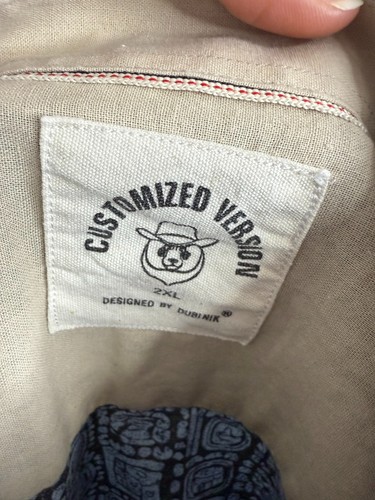 CUSTOMIZED VERSION
2XL
DESIGNED BY DUBINIK®